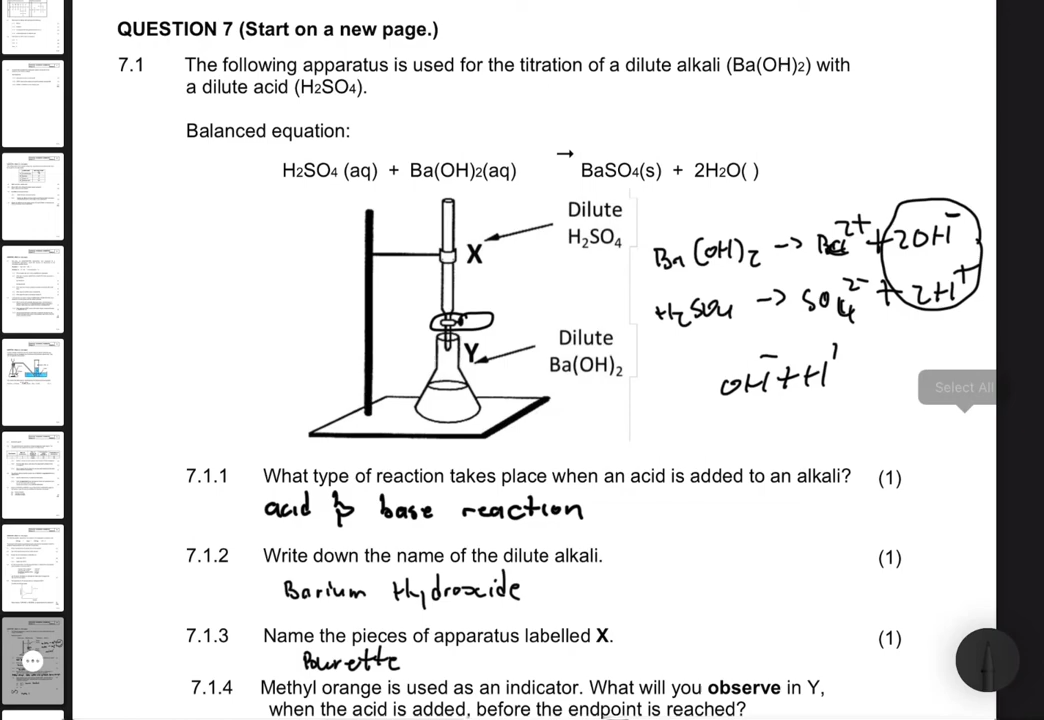 QUESTION 7 (Start on a new page.)
7.1 The following apparatus is used for the titration of a dilute alkali (Ba(OH)2) with
a dilute acid (H2SO4).
Balanced equation:
H2SO4 (aq) + Ba(OH)2(aq) → BaSO4(s) + 2H2O( )
Dilute
H2SO4
X
Ba(OH)2 -> Ba2+ + 2OH-
H2SO4 -> SO42- + 2H+
Dilute
Ba(OH)2
Y
OH- + H+
Select All
7.1.1 What type of reaction takes place when an acid is added to an alkali? (1)
acid base reaction
7.1.2 Write down the name of the dilute alkali. (1)
Barium Hydroxide
7.1.3 Name the pieces of apparatus labelled X. (1)
7.1.4 Methyl orange is used as an indicator. What will you observe in Y,
when the acid is added, before the endpoint is reached?